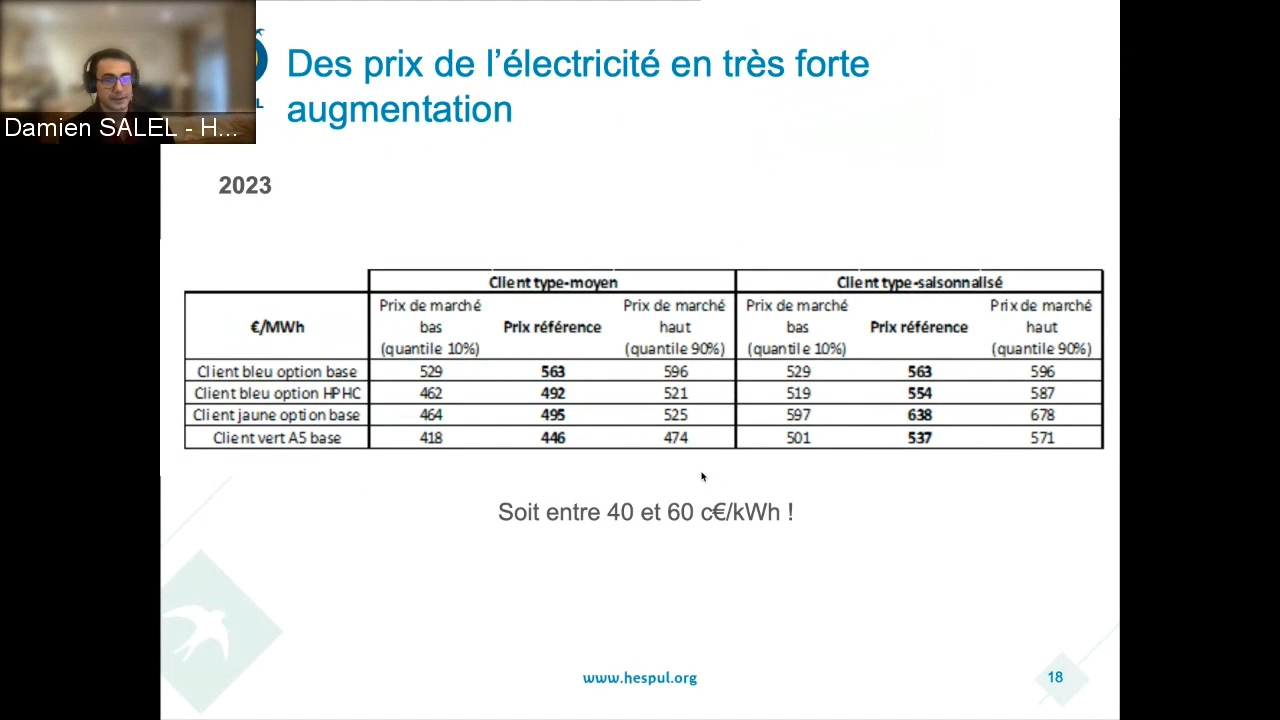 Damien SALEL - H...
L
Des prix de l’électricité en très forte
augmentation
2023
Client type-moyen Client type-saisonnalisé
€/MWh
Prix de marché bas (quantile 10%) Prix référence Prix de marché haut (quantile 90%) Prix de marché bas (quantile 10%) Prix référence Prix de marché haut (quantile 90%)
Client bleu option base 529 563 596 529 563 596
Client bleu option HPHC 462 492 521 519 554 587
Client jaune option base 464 495 525 597 638 678
Client vert A5 base 418 446 474 501 537 571
Soit entre 40 et 60 c€/kWh !
www.hespul.org
18